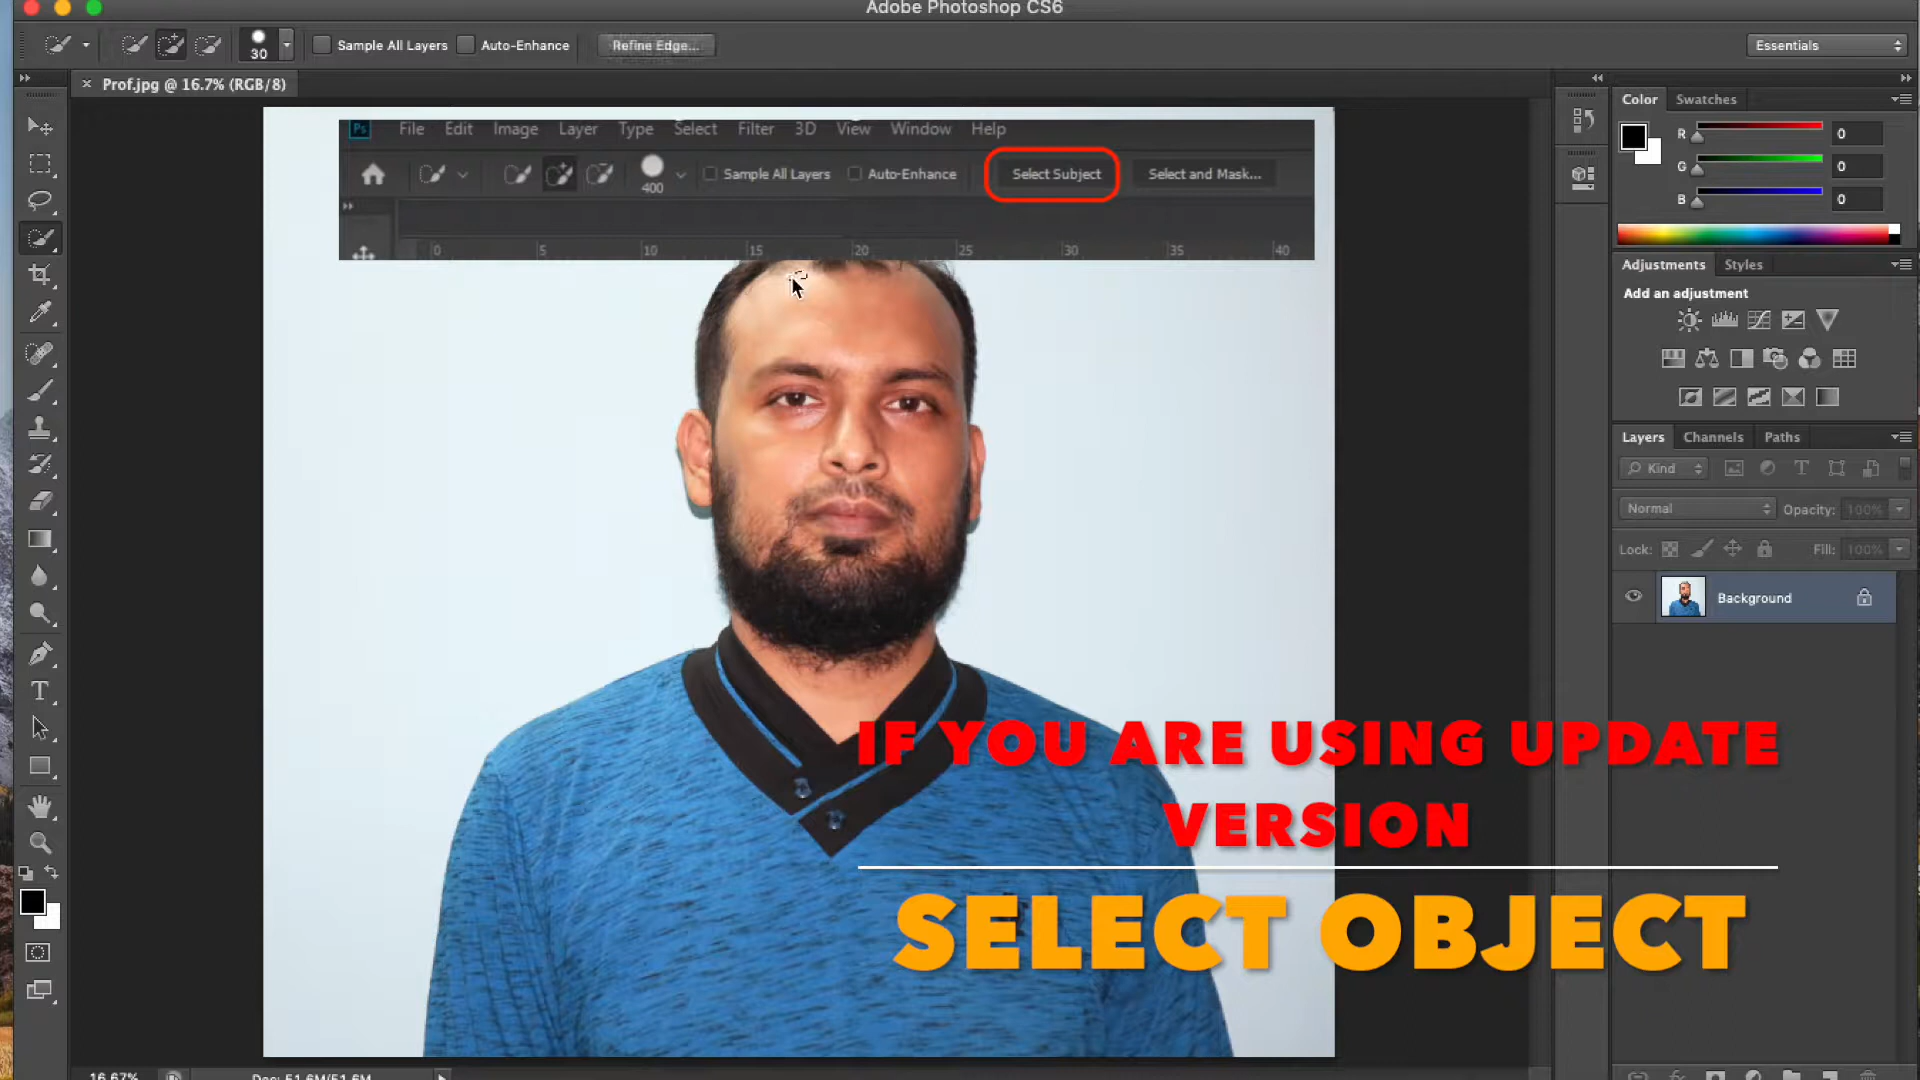 Adobe Photoshop CS6
30
Sample All Layers
Auto-Enhance
Refine Edge...
Essentials
× Prof.jpg @ 16.7% (RGB/8)
Ps File Edit Image Layer Type Select Filter 3D View Window Help
400
Sample All Layers
Auto-Enhance
Select Subject
Select and Mask...
0 5 10 15 20 25 30 35 40
IF YOU ARE USING UPDATE
VERSION
SELECT OBJECT
Color Swatches
R 0
G 0
B 0
Adjustments Styles
Add an adjustment
Layers Channels Paths
Kind
Normal Opacity: 100%
Lock: Fill: 100%
Background
16.67% Doc: 51.6M/51.6M